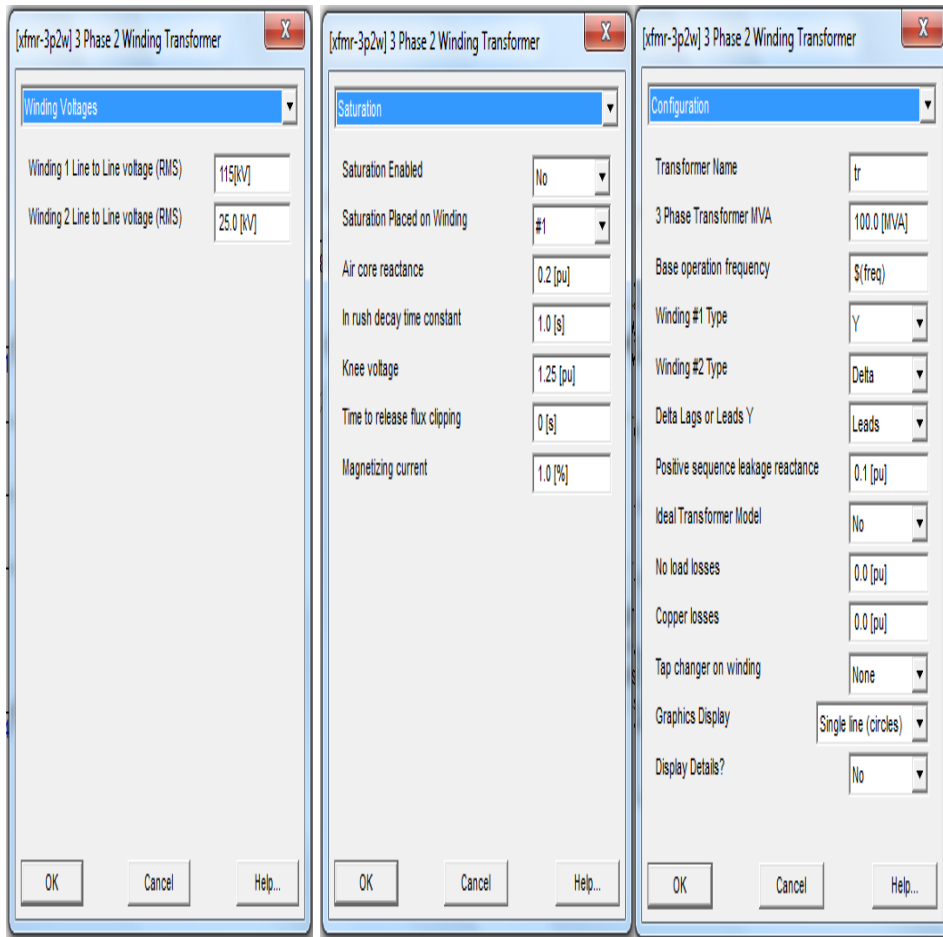 [xfmr-3p2w] 3 Phase 2 Winding Transformer
X
Winding Voltages
Winding 1 Line to Line voltage (RMS) 115[kV]
Winding 2 Line to Line voltage (RMS) 25.0 [kV]
OK Cancel Help...
[xfmr-3p2w] 3 Phase 2 Winding Transformer
X
Saturation
Saturation Enabled No
Saturation Placed on Winding #1
Air core reactance 0.2 [pu]
In rush decay time constant 1.0 [s]
Knee voltage 1.25 [pu]
Time to release flux clipping 0 [s]
Magnetizing current 1.0 [%]
OK Cancel Help...
[xfmr-3p2w] 3 Phase 2 Winding Transformer
X
Configuration
Transformer Name tr
3 Phase Transformer MVA 100.0 [MVA]
Base operation frequency $(freq)
Winding #1 Type Y
Winding #2 Type Delta
Delta Lags or Leads Y Leads
Positive sequence leakage reactance 0.1 [pu]
Ideal Transformer Model No
No load losses 0.0 [pu]
Copper losses 0.0 [pu]
Tap changer on winding None
Graphics Display Single line (circles)
Display Details? No
OK Cancel Help...